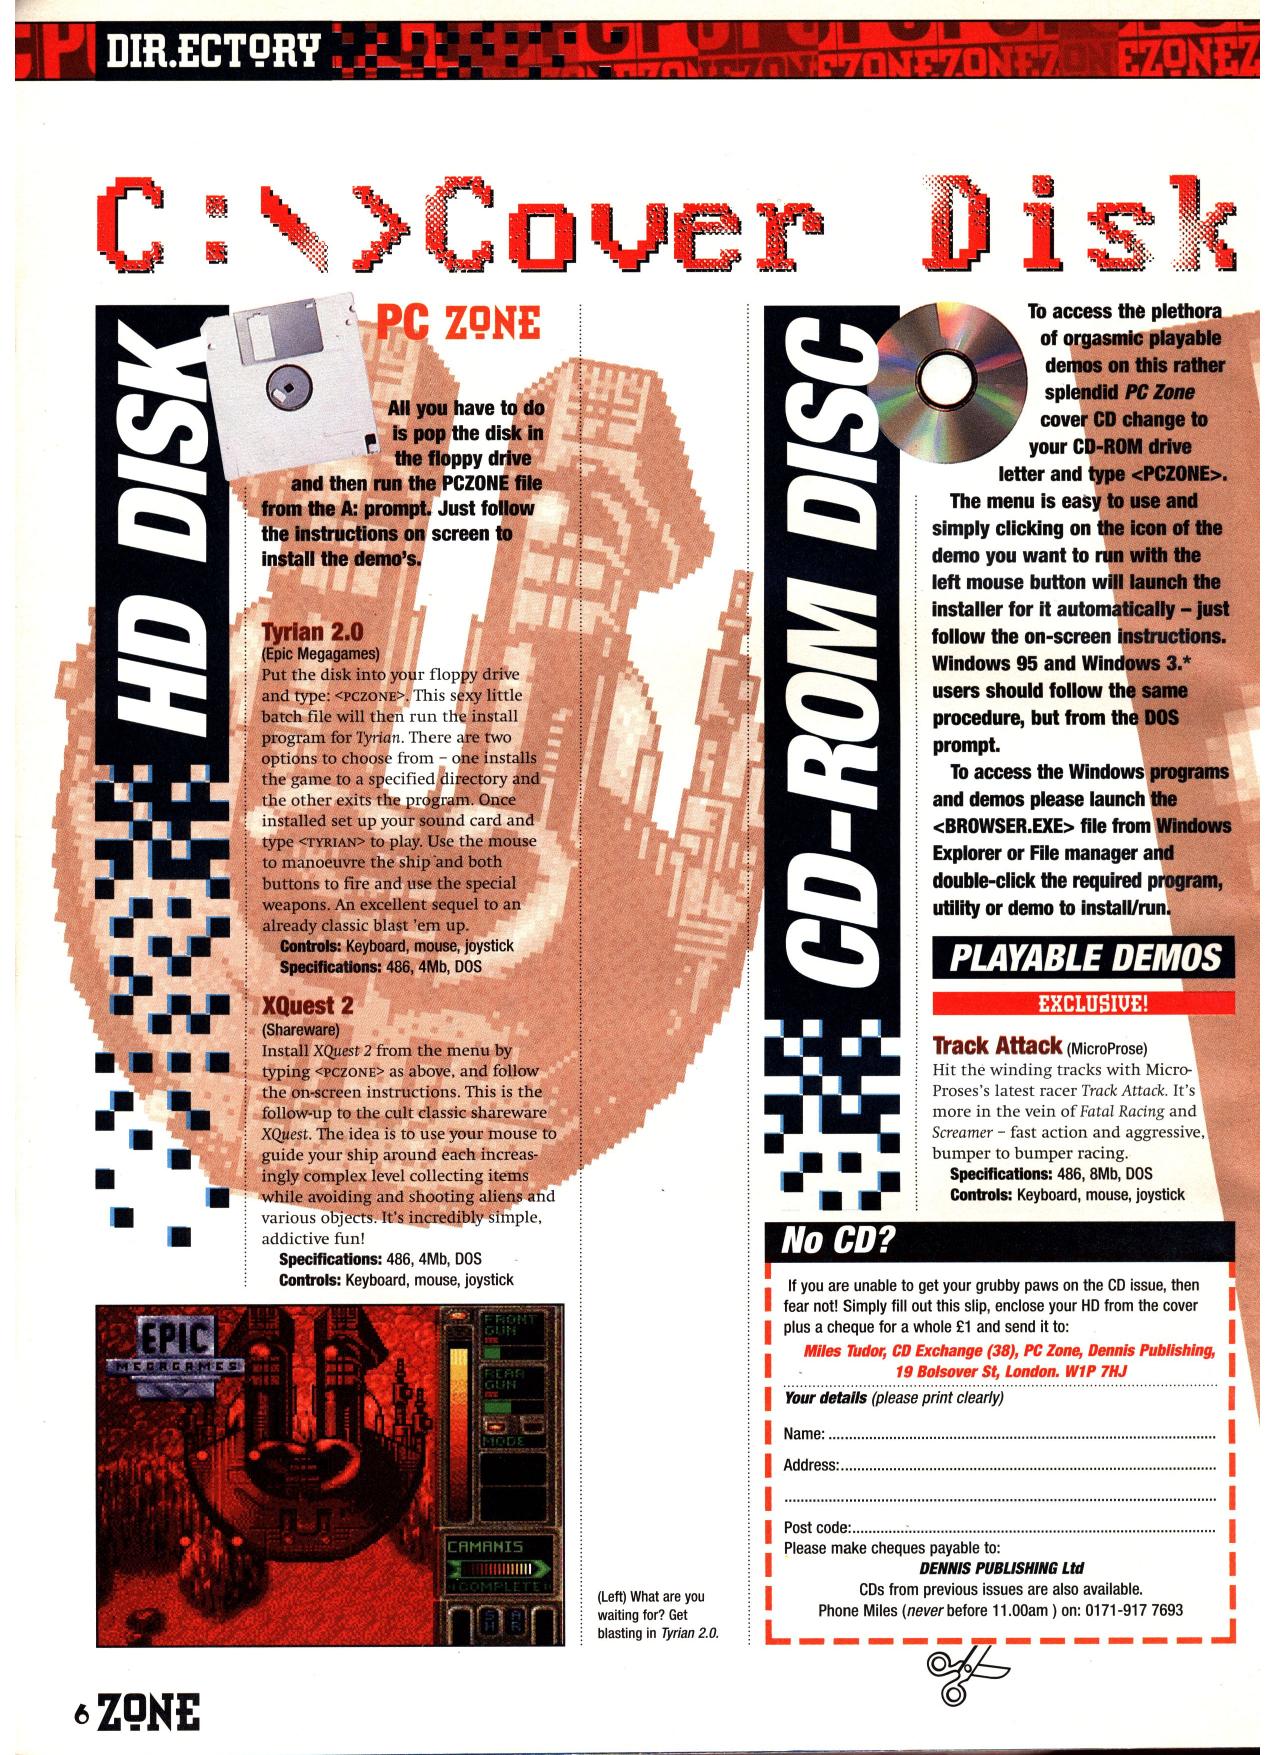 DIR.ECTORY
C:\>Cover Disk
HD DISK
PC ZONE
All you have to do
is pop the disk in
the floppy drive
and then run the PCZONE file
from the A: prompt. Just follow
the instructions on screen to
install the demo's.
Tyrian 2.0
(Epic Megagames)
Put the disk into your floppy drive
and type: <PCZONE>. This sexy little
batch file will then run the install
program for Tyrian. There are two
options to choose from – one installs
the game to a specified directory and
the other exits the program. Once
installed set up your sound card and
type <TYRIAN> to play. Use the mouse
to manoeuvre the ship and both
buttons to fire and use the special
weapons. An excellent sequel to an
already classic blast 'em up.
Controls: Keyboard, mouse, joystick
Specifications: 486, 4Mb, DOS
XQuest 2
(Shareware)
Install XQuest 2 from the menu by
typing <PCZONE> as above, and follow
the on-screen instructions. This is the
follow-up to the cult classic shareware
XQuest. The idea is to use your mouse to
guide your ship around each increas-
ingly complex level collecting items
while avoiding and shooting aliens and
various objects. It's incredibly simple,
addictive fun!
Specifications: 486, 4Mb, DOS
Controls: Keyboard, mouse, joystick
EPIC
MEGAGAMES
FRONT
GUN
REAR
GUN
MODE
CAMANIS
COMPLETE
(Left) What are you
waiting for? Get
blasting in Tyrian 2.0.
CD-ROM DISC
To access the plethora
of orgasmic playable
demos on this rather
splendid PC Zone
cover CD change to
your CD-ROM drive
letter and type <PCZONE>.
The menu is easy to use and
simply clicking on the icon of the
demo you want to run with the
left mouse button will launch the
installer for it automatically – just
follow the on-screen instructions.
Windows 95 and Windows 3.*
users should follow the same
procedure, but from the DOS
prompt.
To access the Windows programs
and demos please launch the
<BROWSER.EXE> file from Windows
Explorer or File manager and
double-click the required program,
utility or demo to install/run.
PLAYABLE DEMOS
EXCLUSIVE!
Track Attack (MicroProse)
Hit the winding tracks with Micro-
Proses's latest racer Track Attack. It's
more in the vein of Fatal Racing and
Screamer – fast action and aggressive,
bumper to bumper racing.
Specifications: 486, 8Mb, DOS
Controls: Keyboard, mouse, joystick
No CD?
If you are unable to get your grubby paws on the CD issue, then
fear not! Simply fill out this slip, enclose your HD from the cover
plus a cheque for a whole £1 and send it to:
Miles Tudor, CD Exchange (38), PC Zone, Dennis Publishing,
19 Bolsover St, London. W1P 7HJ
Your details (please print clearly)
Name:
Address:
Post code:
Please make cheques payable to:
DENNIS PUBLISHING Ltd
CDs from previous issues are also available.
Phone Miles (never before 11.00am ) on: 0171-917 7693
6 ZONE